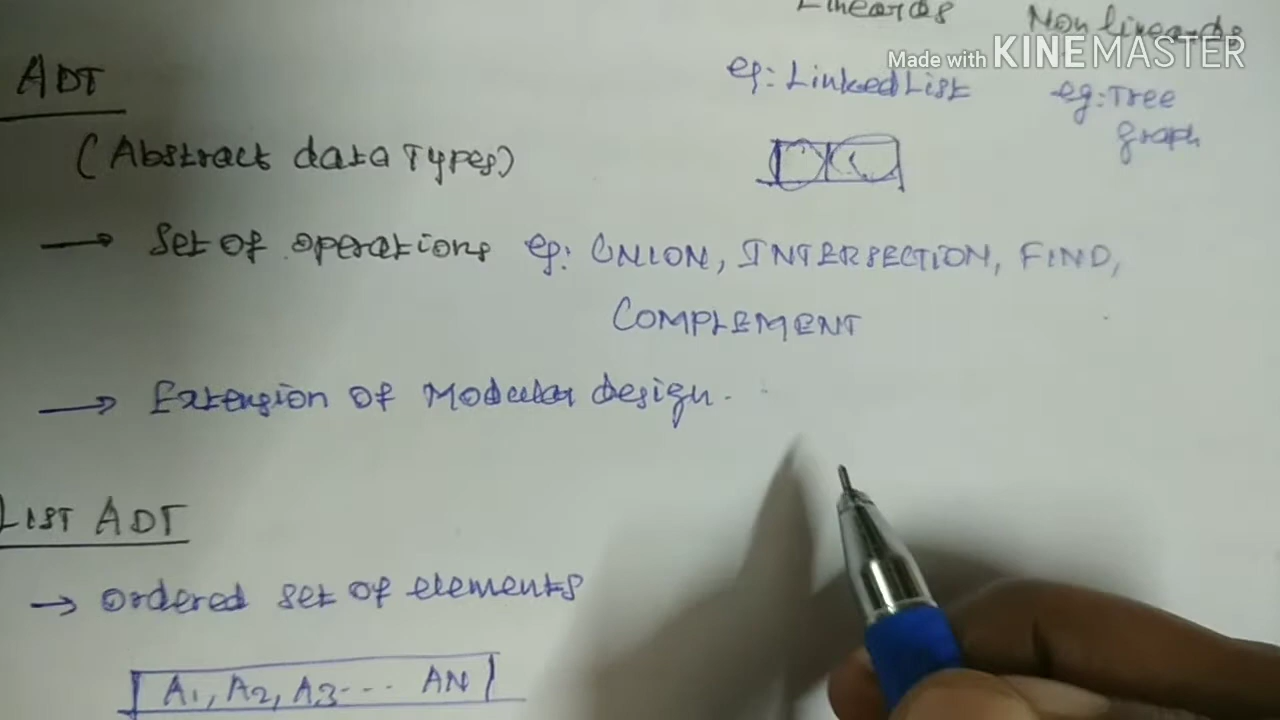 Linear ds Non linear ds
Made with KINEMASTER
eg: Linked List eg: Tree
graph
ADT
(Abstract data Types)
→ Set of operations eg: UNION, INTERSECTION, FIND,
COMPLEMENT
→ Extension of Modular design.
LIST ADT
→ ordered set of elements
A1, A2, A3--- AN